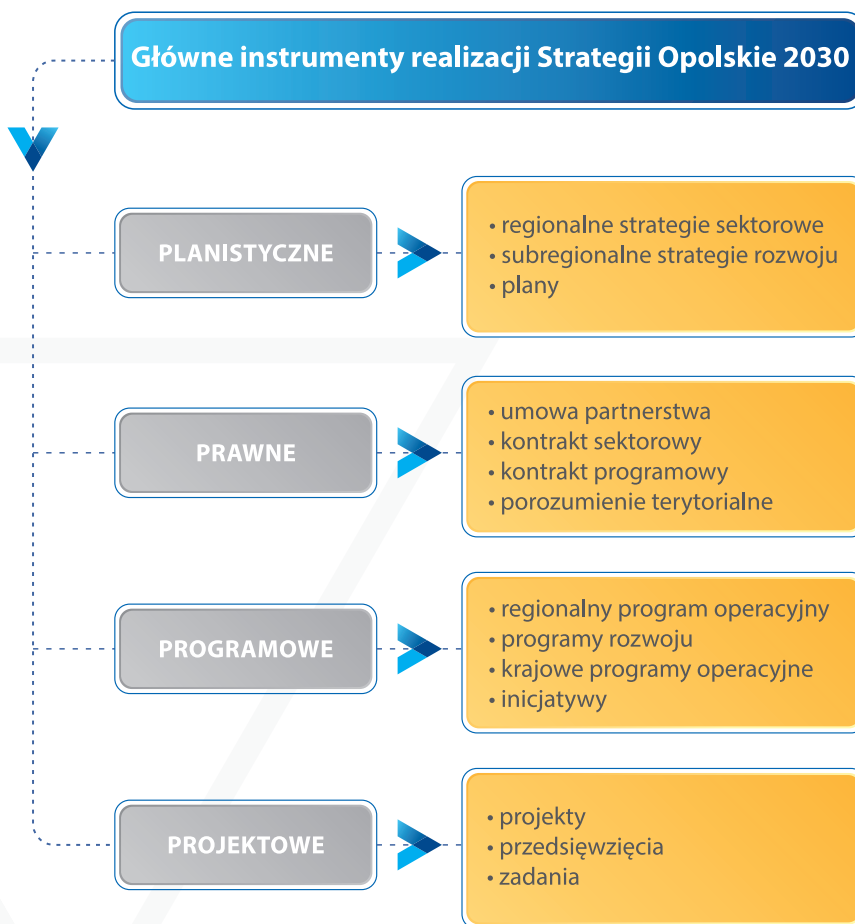 Główne instrumenty realizacji Strategii Opolskie 2030
PLANISTYCZNE
• regionalne strategie sektorowe
• subregionalne strategie rozwoju
• plany
PRAWNE
• umowa partnerstwa
• kontrakt sektorowy
• kontrakt programowy
• porozumienie terytorialne
PROGRAMOWE
• regionalny program operacyjny
• programy rozwoju
• krajowe programy operacyjne
• inicjatywy
PROJEKTOWE
• projekty
• przedsięwzięcia
• zadania